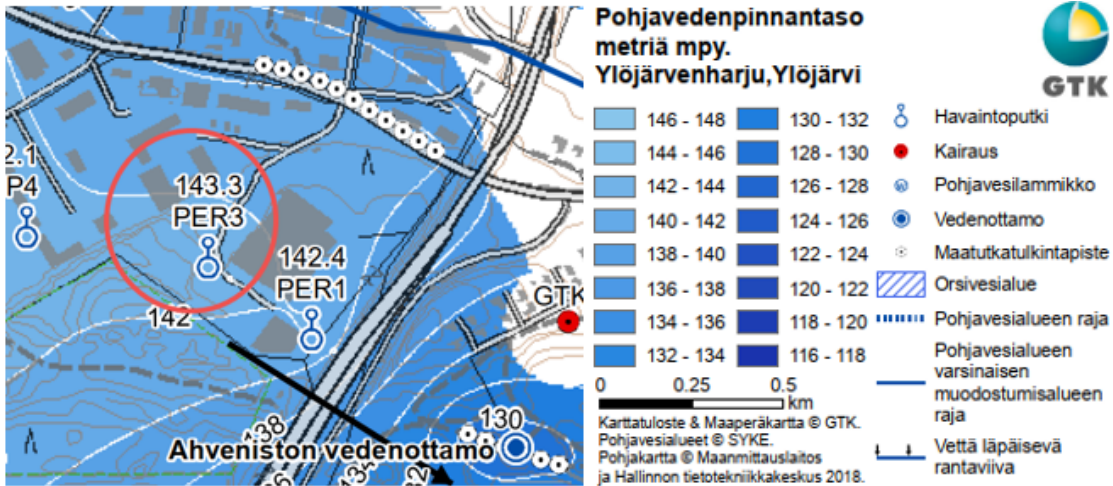 2.1
P4
143.3
PER3
142.4
PER1
142
GTK
130
Ahveniston vedenottamo
138
134
Pohjavedenpinnantaso
metriä mpy.
Ylöjärvenharju,Ylöjärvi
GTK
146 - 148
130 - 132
144 - 146
128 - 130
142 - 144
126 - 128
140 - 142
124 - 126
138 - 140
122 - 124
136 - 138
120 - 122
134 - 136
118 - 120
132 - 134
116 - 118
Havaintoputki
Kairaus
Pohjavesilammikko
Vedenottamo
Maatutkatulkintapiste
Orsivesialue
Pohjavesialueen raja
Pohjavesialueen
varsinaisen
muodostumisalueen
raja
Vettä läpäisevä
rantaviiva
0 0.25 0.5
km
Karttatuloste & Maaperäkartta © GTK.
Pohjavesialueet © SYKE.
Pohjakartta © Maanmittauslaitos
ja Hallinnon tietotekniikkakeskus 2018.